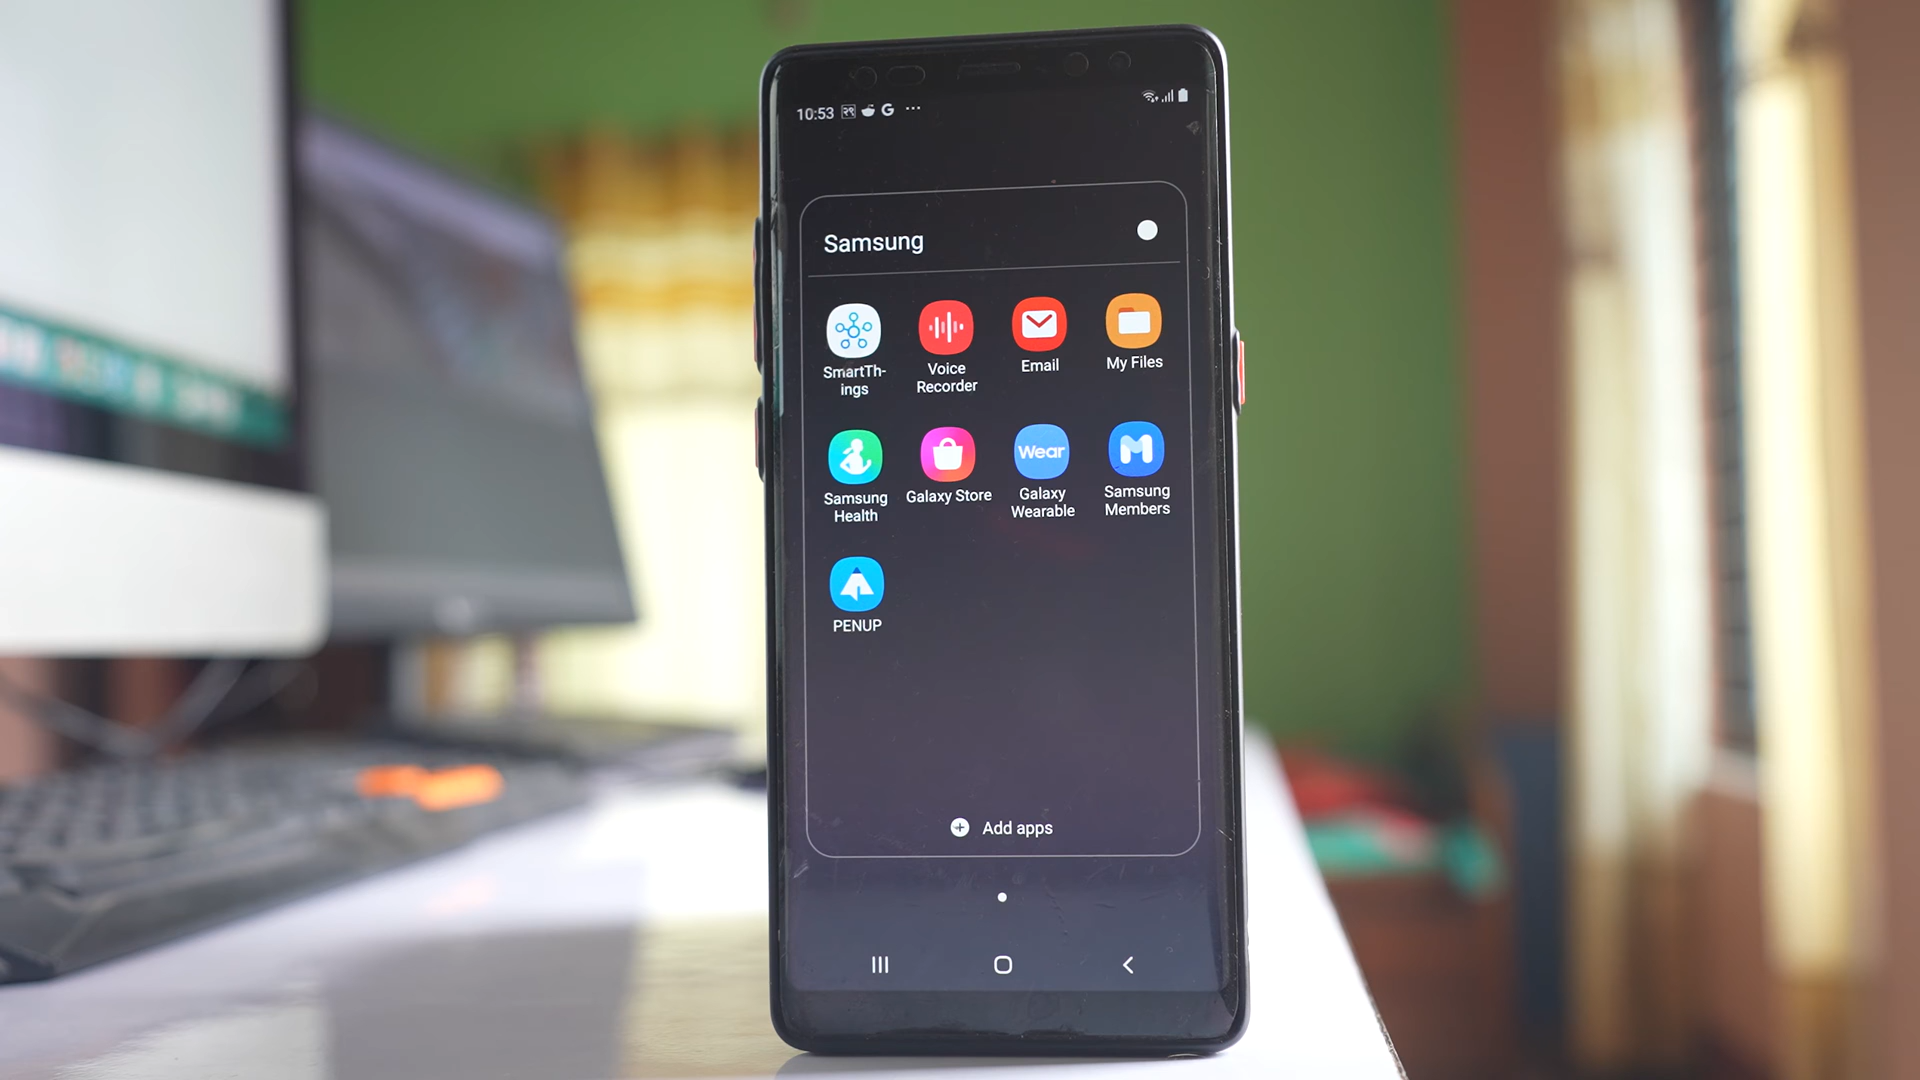 10:53 २९ G ...
Samsung
SmartTh-
ings
Voice
Recorder
Email
My Files
Samsung
Health
Galaxy Store
Wear
Galaxy
Wearable
Samsung
Members
PENUP
Add apps